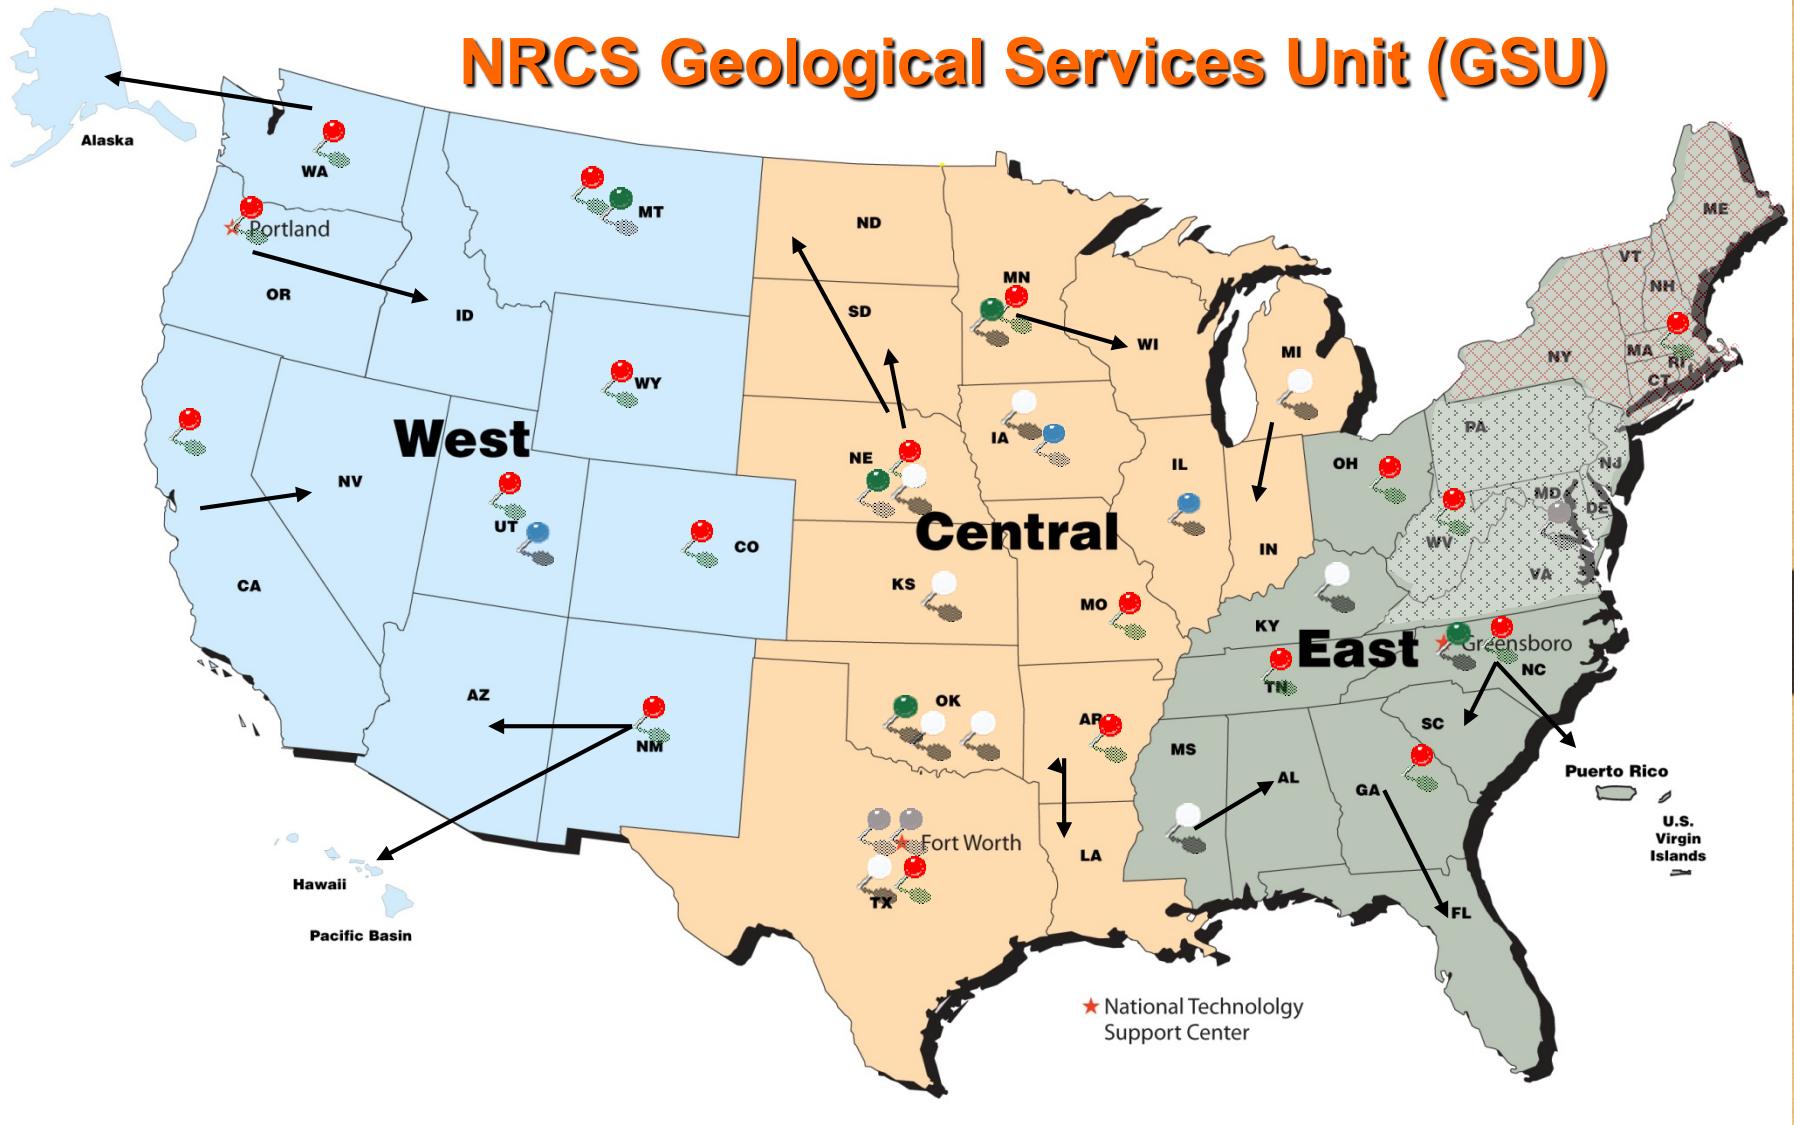 NRCS Geological Services Unit (GSU)
Alaska
WA
MT
Portland
OR
ID
WY
West
NV
UT
CO
CA
AZ
NM
Hawaii
Pacific Basin
ND
MN
SD
WI
MI
NE
IA
IL
IN
Central
KS
MO
OK
AR
Fort Worth
TX
LA
ME
VT
NH
NY
MA
RI
CT
PA
NJ
OH
MD
DE
WV
VA
KY
East
Greensboro
NC
TN
SC
MS
AL
GA
FL
Puerto Rico
U.S.
Virgin
Islands
National Technololgy
Support Center